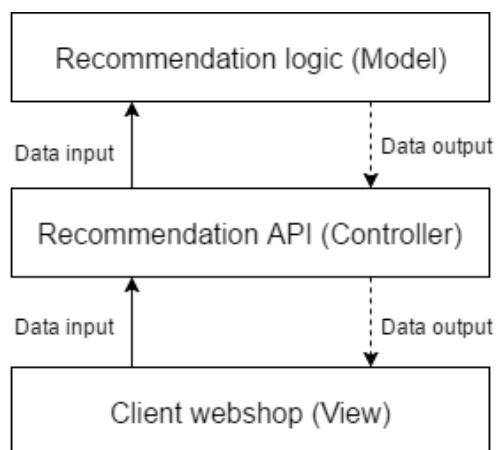 Recommendation logic (Model)
Data input
Data output
Recommendation API (Controller)
Data input
Data output
Client webshop (View)